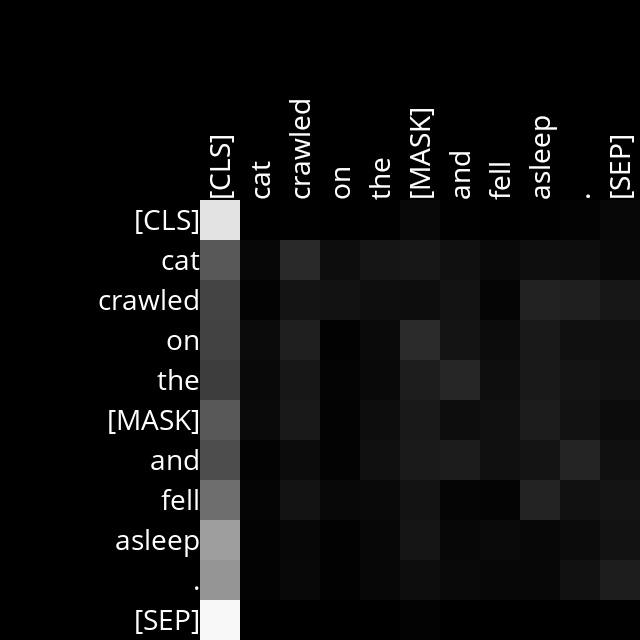 [CLS] cat crawled on the [MASK] and fell asleep . [SEP]
[CLS]
cat
crawled
on
the
[MASK]
and
fell
asleep
.
[SEP]